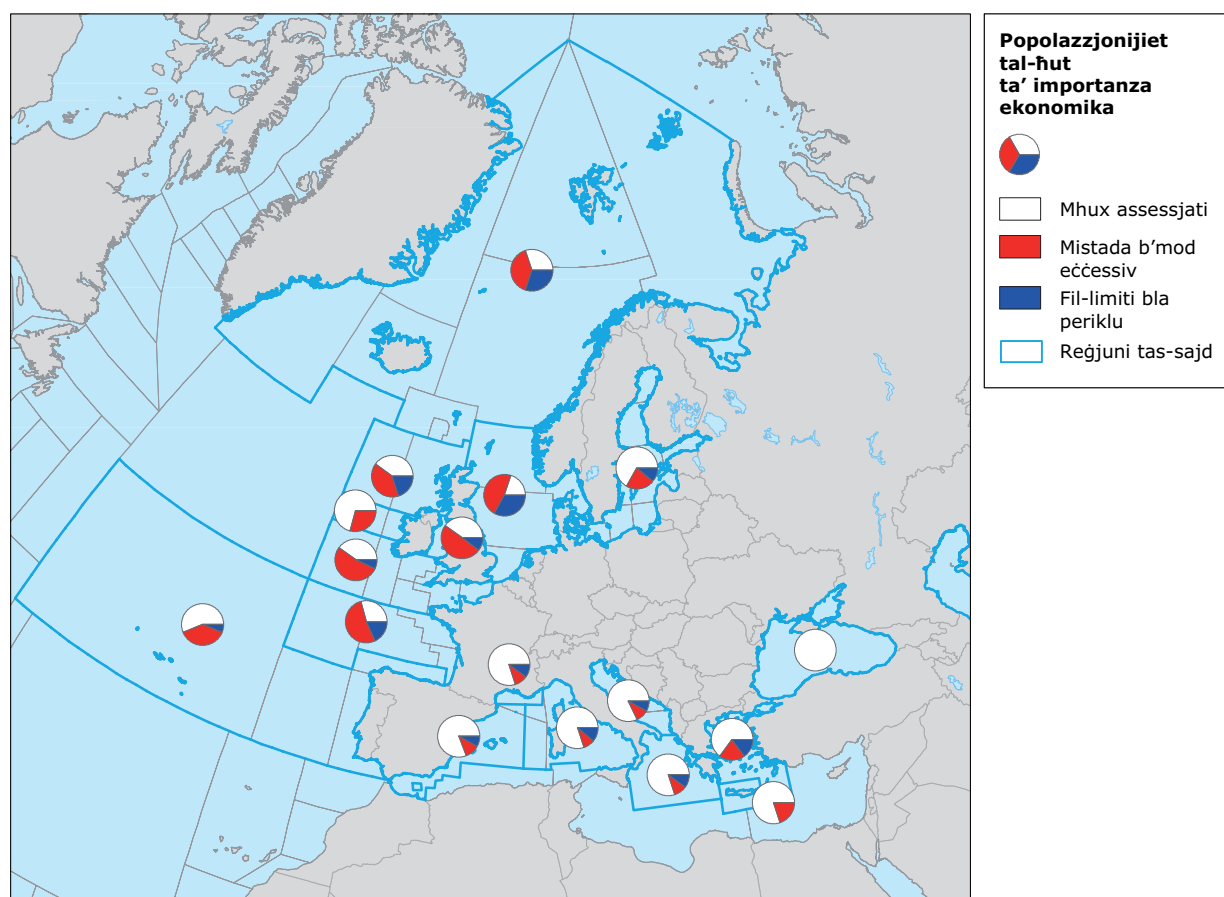 Popolazzjonijiet
tal-ħut
ta’ importanza
ekonomika
Mhux assessjati
Mistada b’mod
eċċessiv
Fil-limiti bla
periklu
Reġjuni tas-sajd